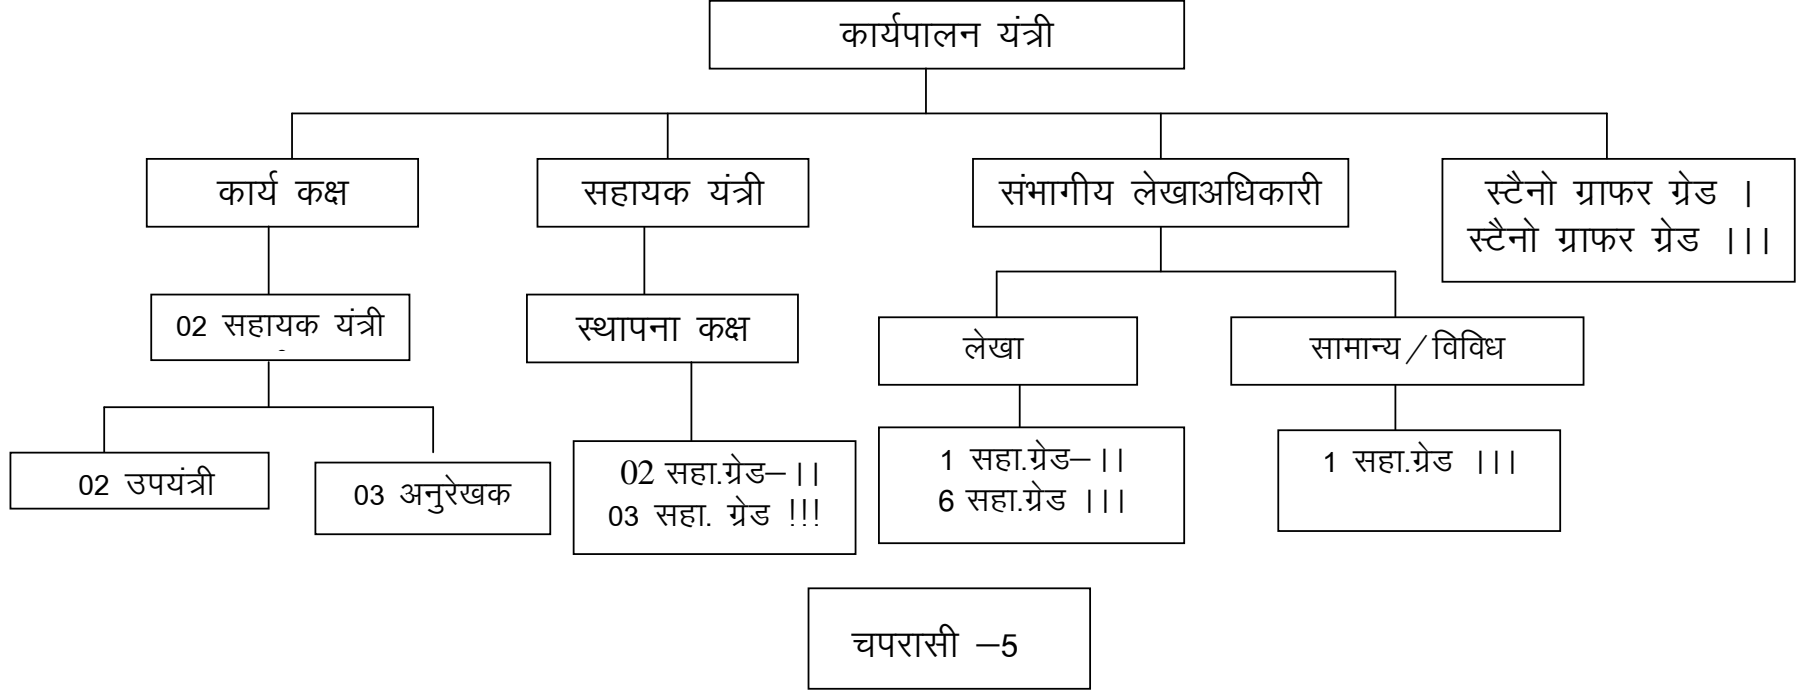 कार्यपालन यंत्री
कार्य कक्ष
सहायक यंत्री
संभागीय लेखाअधिकारी
स्टैनो ग्राफर ग्रेड ।
स्टैनो ग्राफर ग्रेड ।।।
02 सहायक यंत्री
स्थापना कक्ष
लेखा
सामान्य / विविध
02 उपयंत्री
03 अनुरेखक
02 सहा.ग्रेड–।।
03 सहा. ग्रेड !!!
1 सहा.ग्रेड–।।
6 सहा.ग्रेड ।।।
1 सहा.ग्रेड ।।।
चपरासी –5